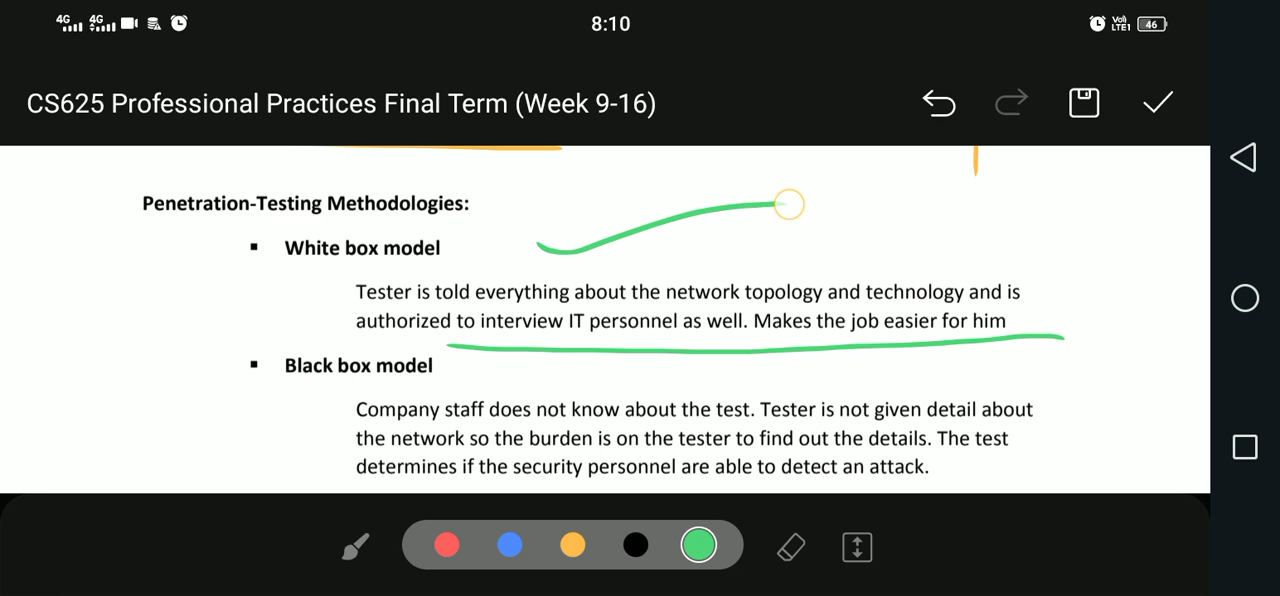 4G 4G 8:10 Vo) LTE1 46
CS625 Professional Practices Final Term (Week 9-16)
Penetration-Testing Methodologies:
▪ White box model
Tester is told everything about the network topology and technology and is
authorized to interview IT personnel as well. Makes the job easier for him
▪ Black box model
Company staff does not know about the test. Tester is not given detail about
the network so the burden is on the tester to find out the details. The test
determines if the security personnel are able to detect an attack.